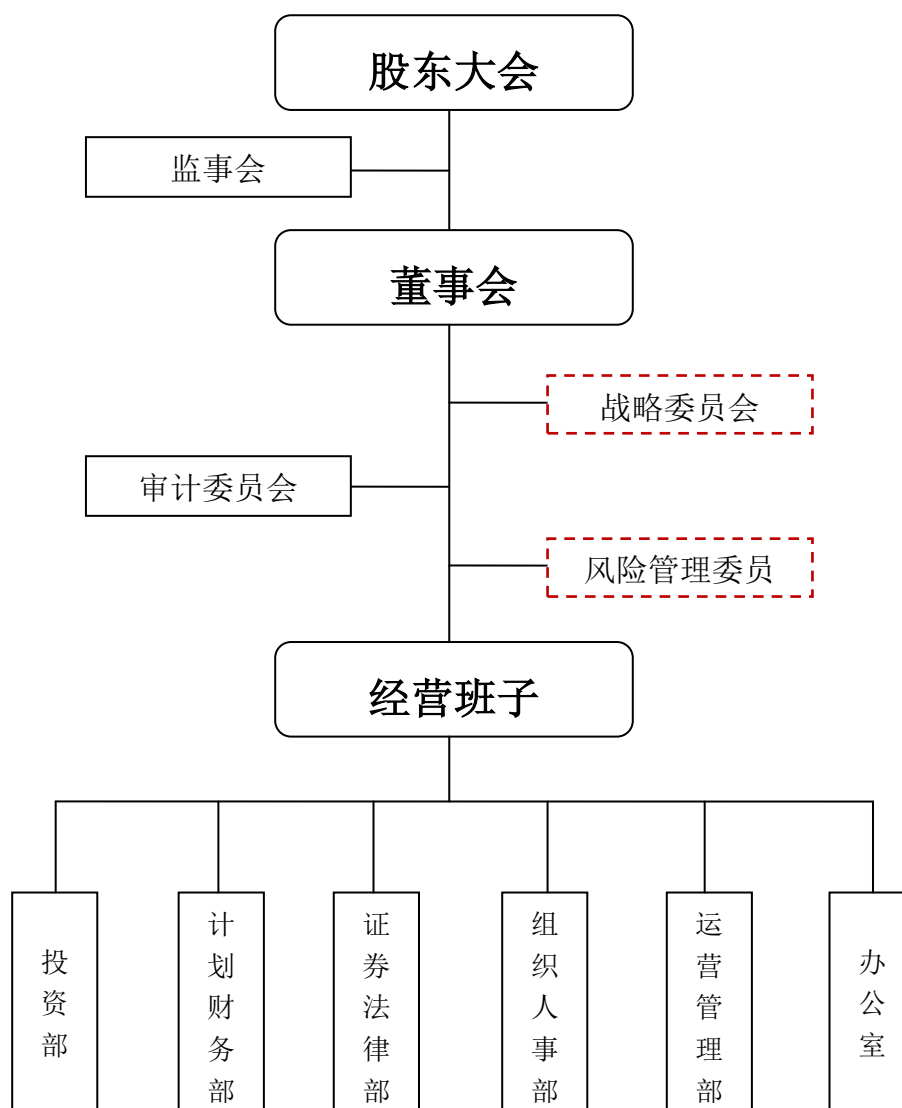 股东大会
监事会
董事会
战略委员会
审计委员会
风险管理委员
经营班子
投资部
计划财务部
证券法律部
组织人事部
运营管理部
办公室